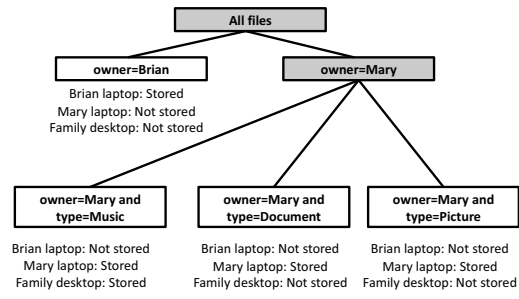 All files
owner=Brian
owner=Mary
Brian laptop: Stored
Mary laptop: Not stored
Family desktop: Not stored
owner=Mary and
type=Music
owner=Mary and
type=Document
owner=Mary and
type=Picture
Brian laptop: Not stored
Mary laptop: Stored
Family desktop: Stored
Brian laptop: Not stored
Mary laptop: Stored
Family desktop: Not stored
Brian laptop: Not stored
Mary laptop: Stored
Family desktop: Not stored